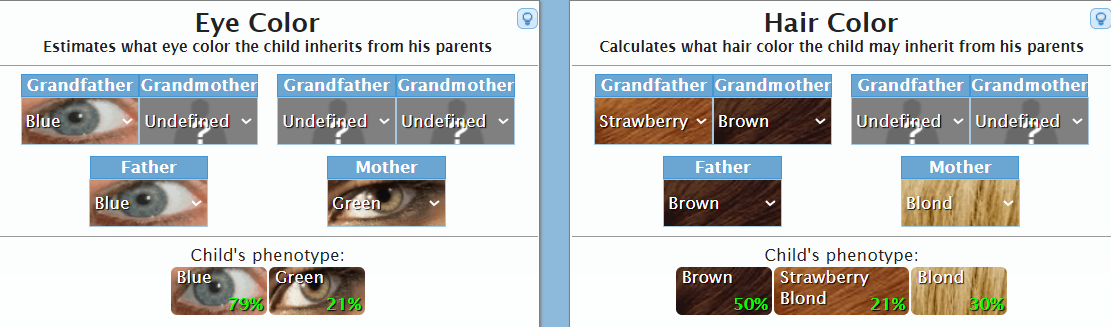 Eye Color
Estimates what eye color the child inherits from his parents
Grandfather Grandmother Grandfather Grandmother
Blue Undefined Undefined Undefined
? ? ?
Father Mother
Blue Green
Child's phenotype:
Blue Green
79% 21%
Hair Color
Calculates what hair color the child may inherit from his parents
Grandfather Grandmother Grandfather Grandmother
Strawberry Brown Undefined Undefined
? ?
Father Mother
Brown Blond
Child's phenotype:
Brown Strawberry Blond
Blond
50% 21% 30%